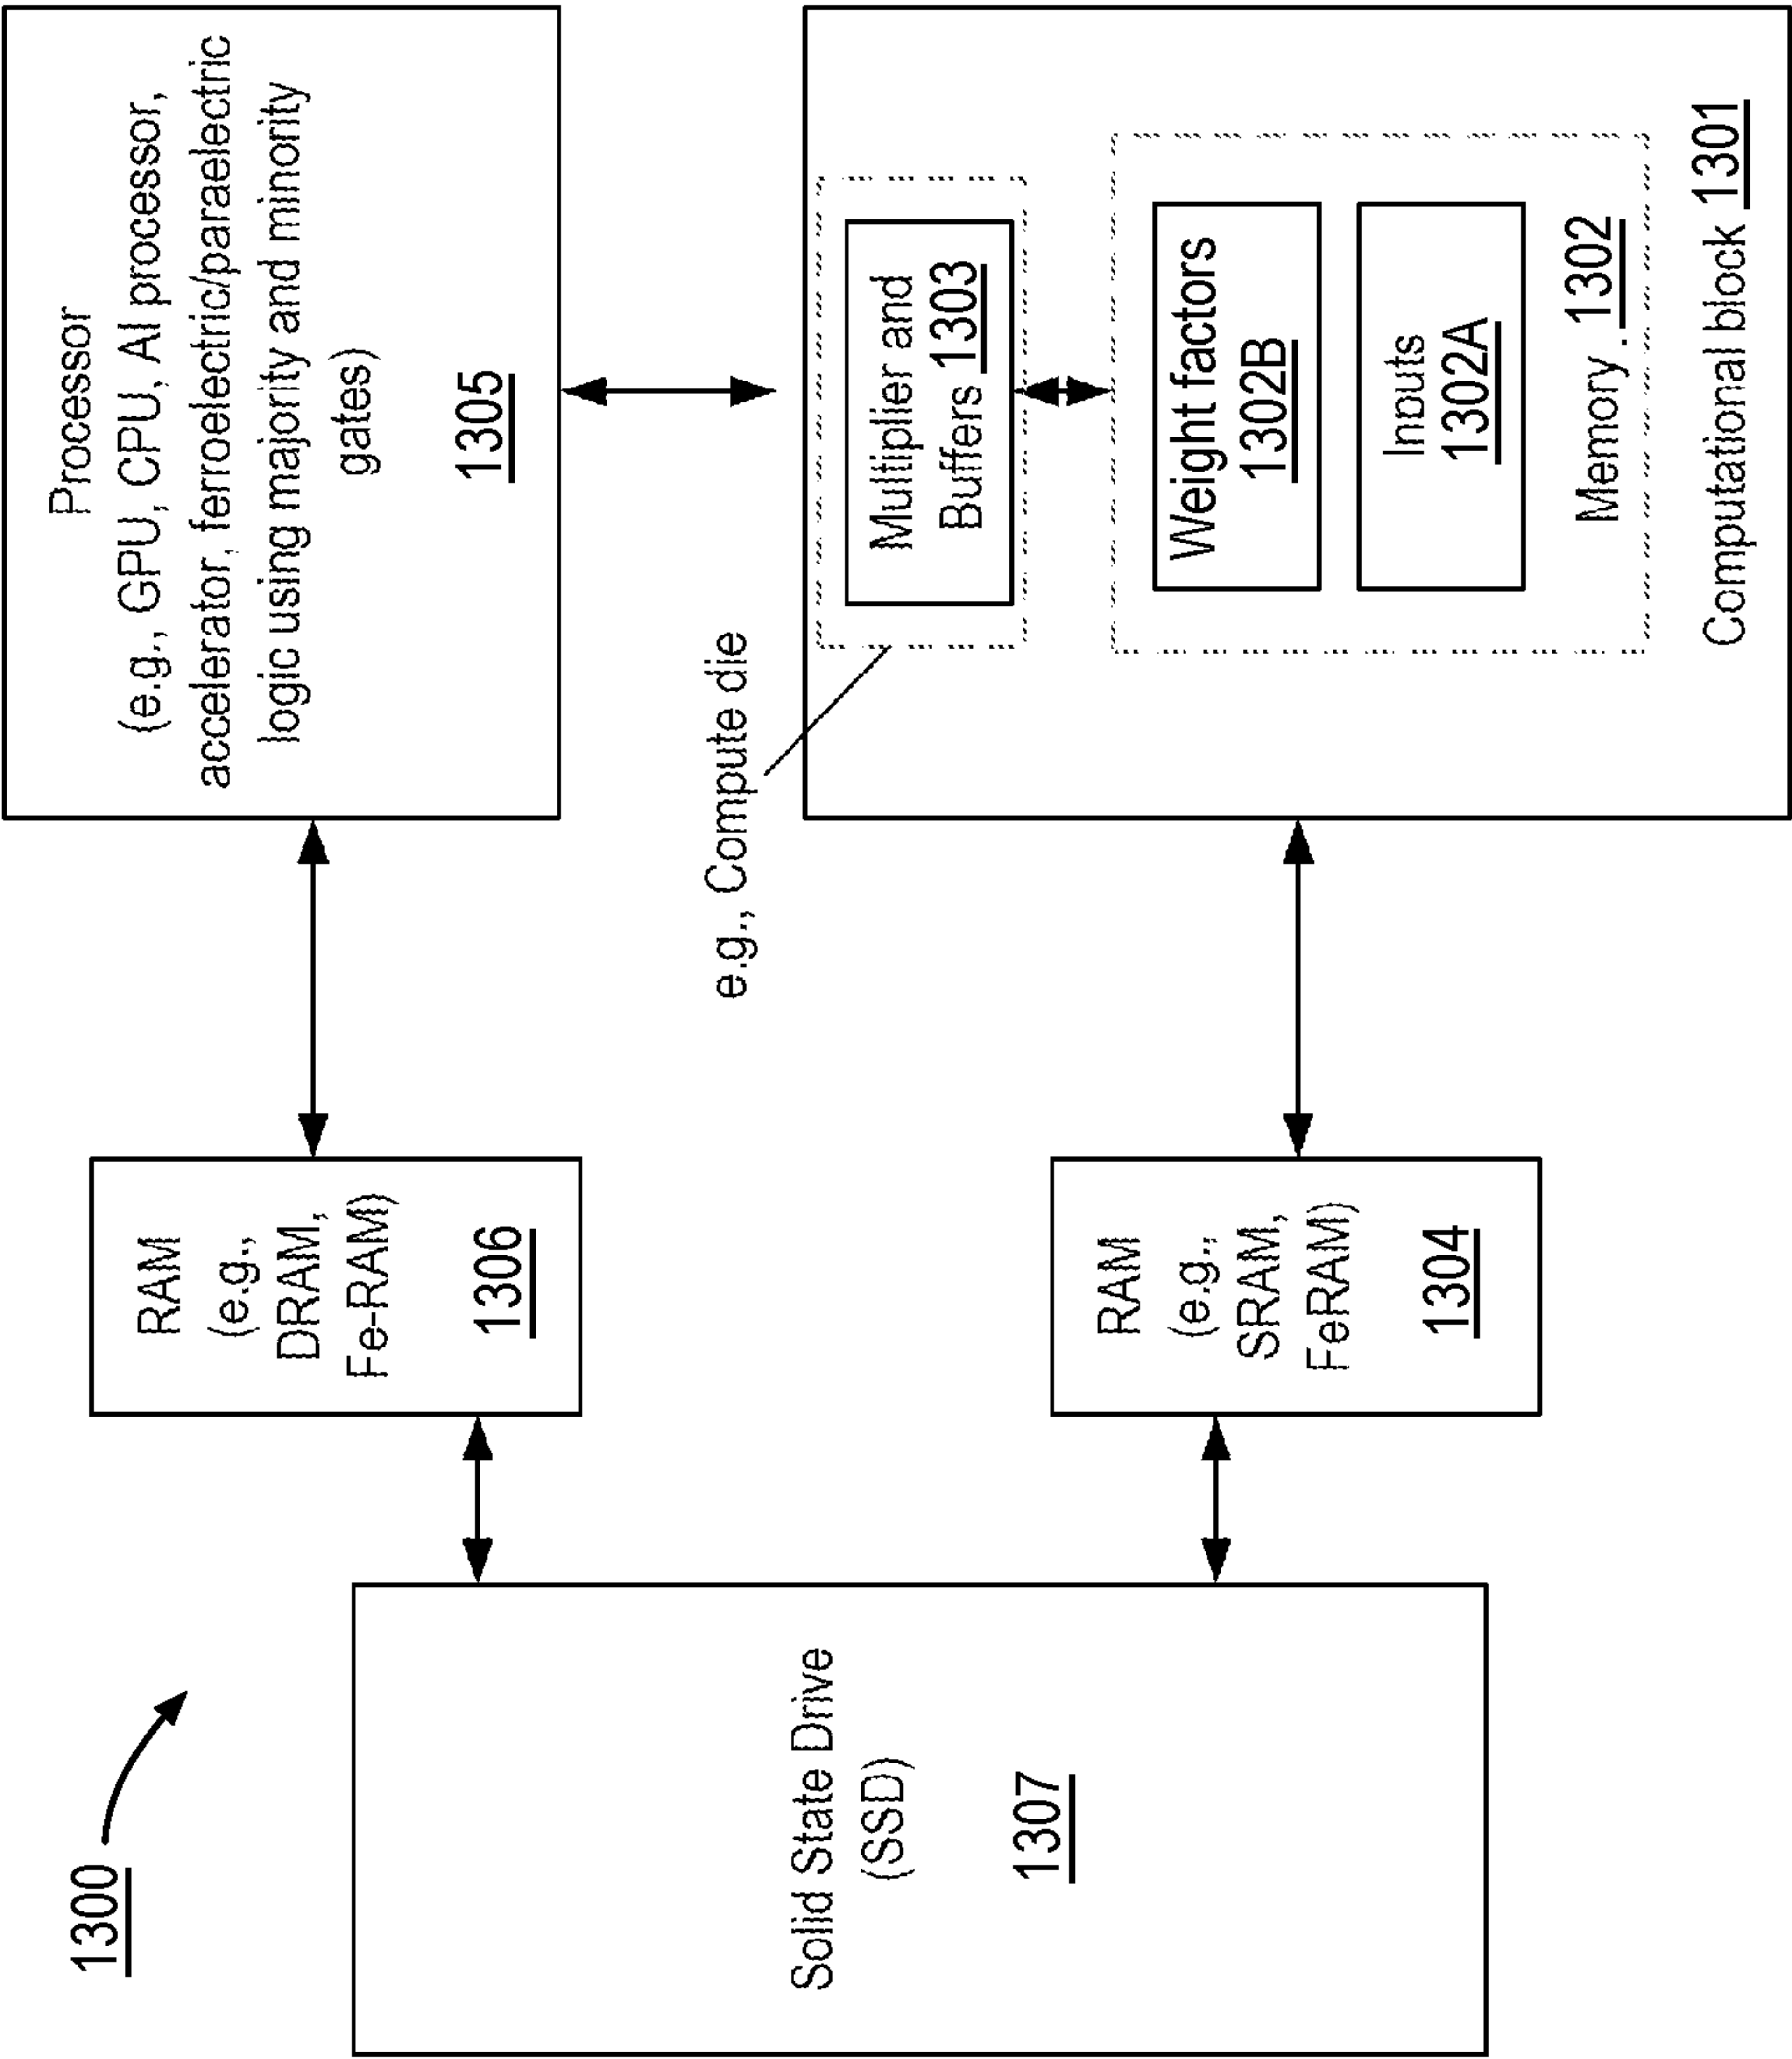 1300
Solid State Drive
(SSD)
1307
RAM
(e.g.,
DRAM,
Fe-RAM)
1306
RAM
(e.g.,
SRAM,
FeRAM)
1304
Processor
(e.g., GPU, CPU, AI processor,
accelerator, ferroelectric/paraelectric
logic using majority and minority
gates)
1305
e.g., Compute die
Multiplier and
Buffers 1303
Weight factors
1302B
Inputs
1302A
Memory 1302
Computational block 1301